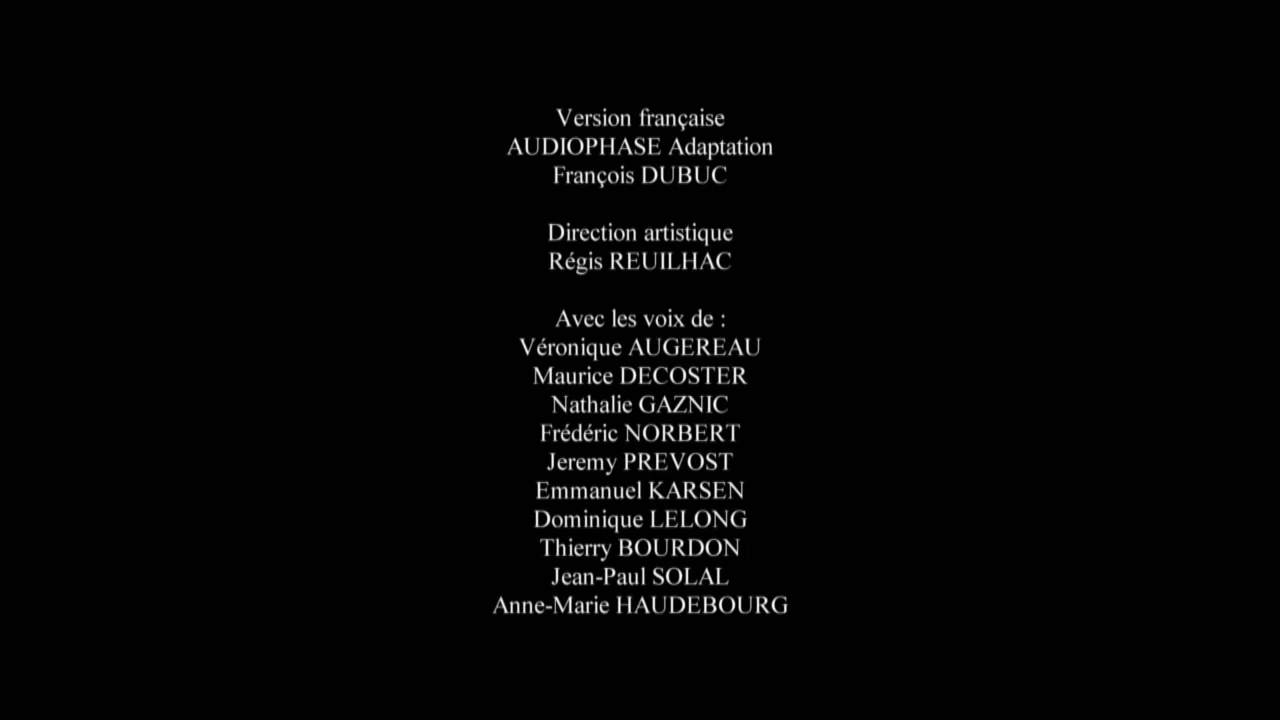 Version française
AUDIOPHASE Adaptation
François DUBUC
Direction artistique
Régis REUILHAC
Avec les voix de :
Véronique AUGEREAU
Maurice DECOSTER
Nathalie GAZNIC
Frédéric NORBERT
Jeremy PREVOST
Emmanuel KARSEN
Dominique LELONG
Thierry BOURDON
Jean-Paul SOLAL
Anne-Marie HAUDEBOURG